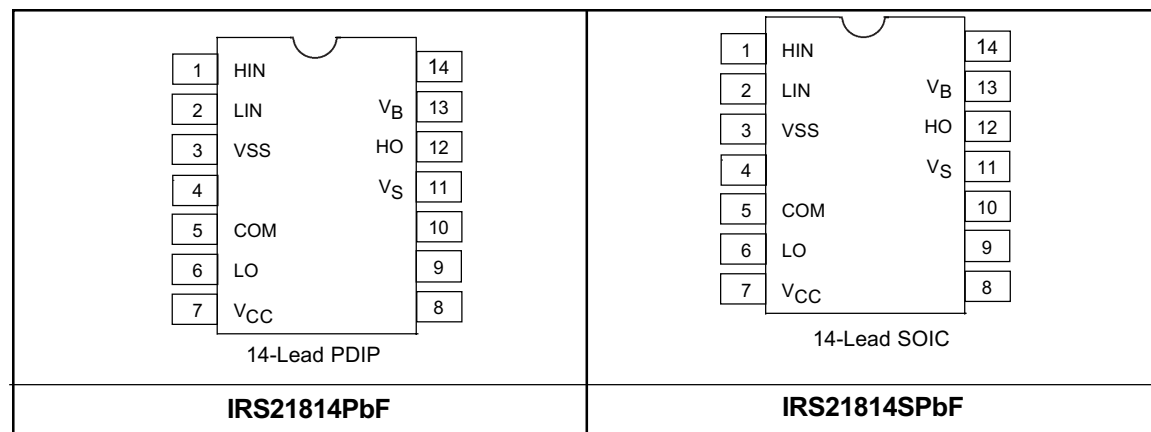 1 HIN 14
2 LIN VB 13
3 VSS HO 12
4 VS 11
5 COM 10
6 LO 9
7 VCC 8
14-Lead PDIP
IRS21814PbF
1 HIN 14
2 LIN VB 13
3 VSS HO 12
4 VS 11
5 COM 10
6 LO 9
7 VCC 8
14-Lead SOIC
IRS21814SPbF